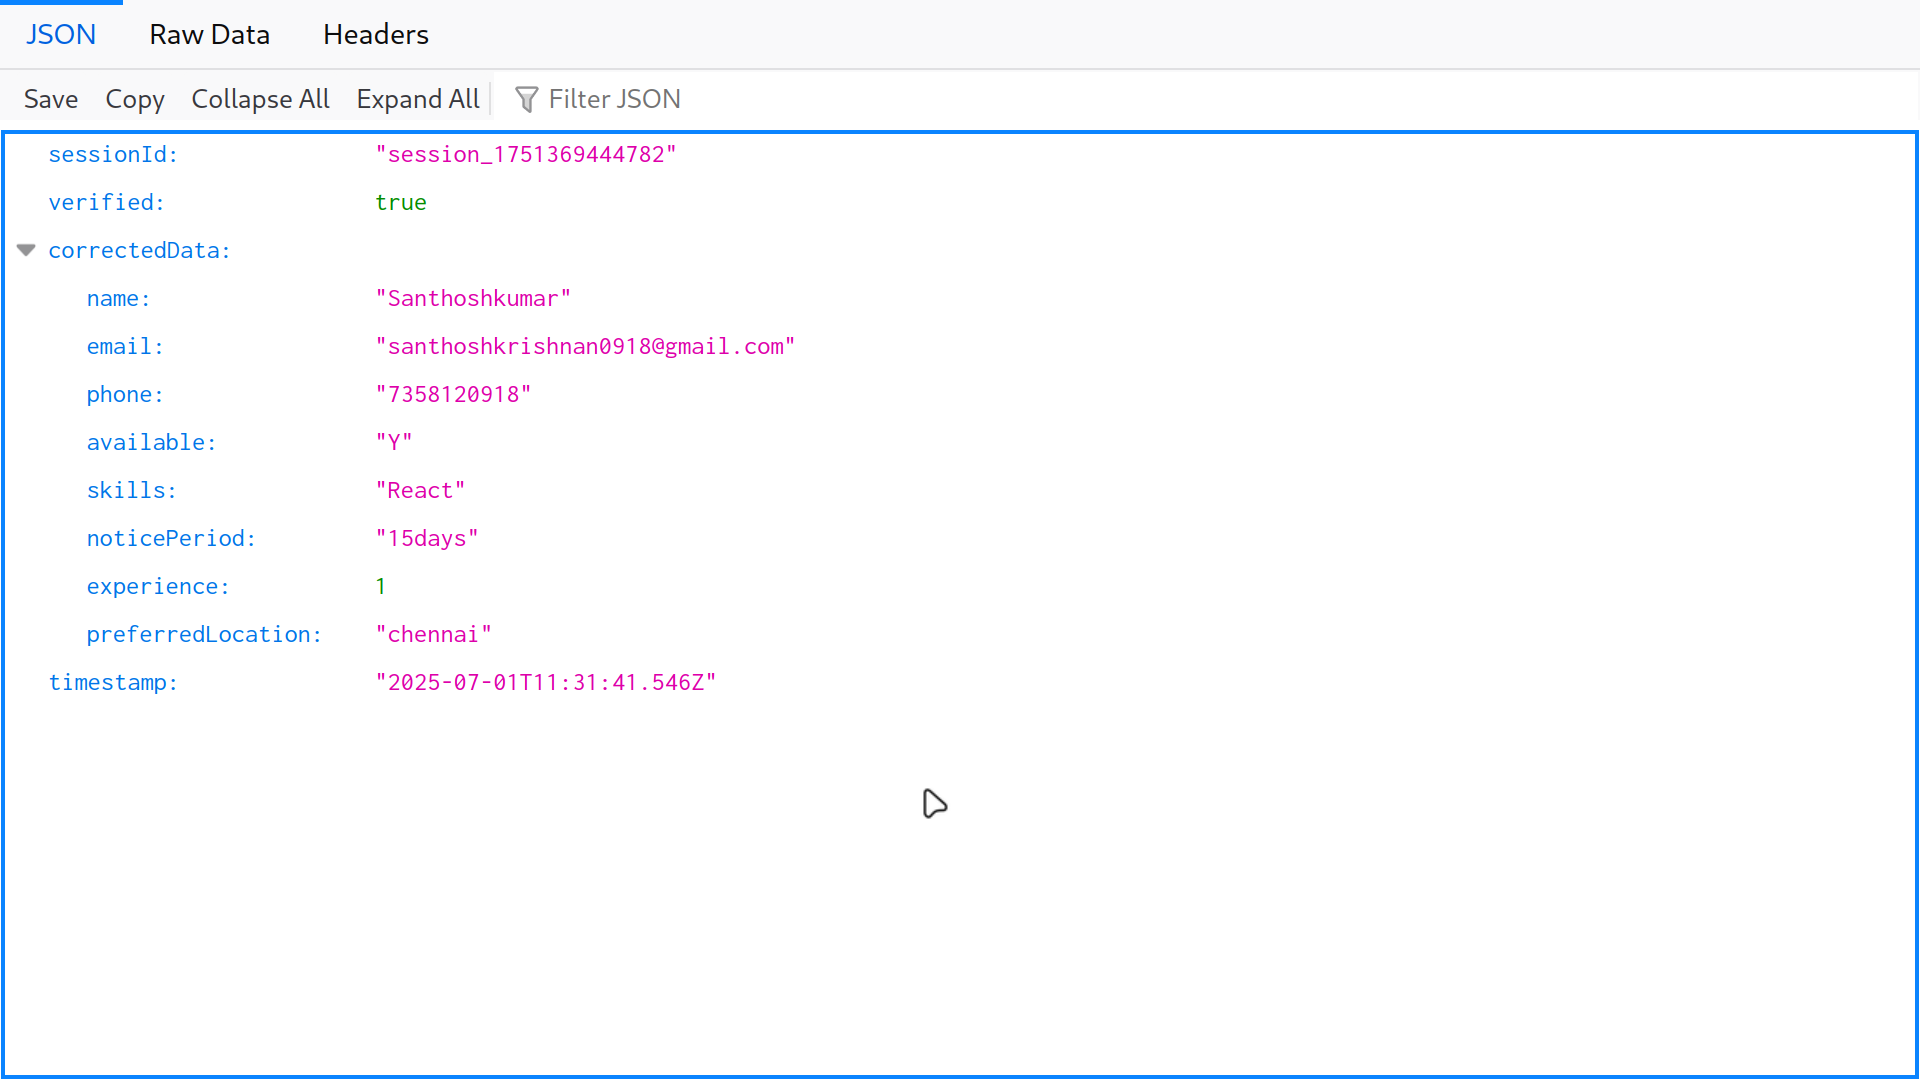 JSON Raw Data Headers
Save Copy Collapse All Expand All Filter JSON
sessionId: "session_1751369444782"
verified: true
correctedData:
name: "Santhoshkumar"
email: "santhoshkrishnan0918@gmail.com"
phone: "7358120918"
available: "Y"
skills: "React"
noticePeriod: "15days"
experience: 1
preferredLocation: "chennai"
timestamp: "2025-07-01T11:31:41.546Z"